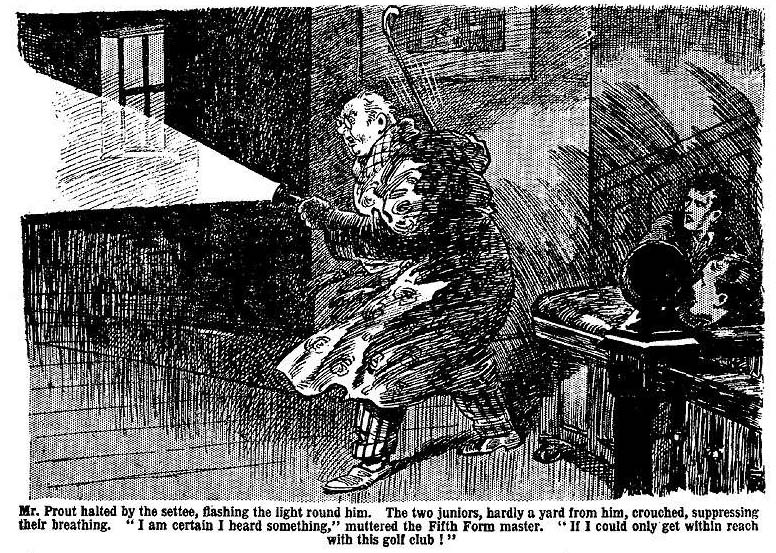 Mr. Prout halted by the settee, flashing the light round him. The two juniors, hardly a yard from him, crouched, suppressing
their breathing. "I am certain I heard something," muttered the Fifth Form master. "If I could only get within reach
with this golf club!"